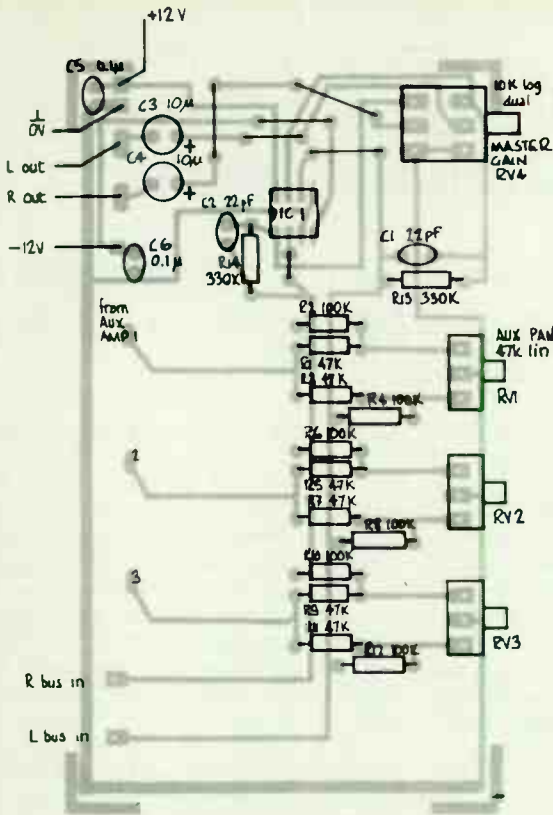 +12V
C5 0.1µ
C3 10µ
0V
L out
C4 10µ
R out
-12V
C6
0.1µ
C2 22pF
R14
330K
IC1
10K log
dual
MASTER
GAIN
RV4
C1 22pF
R13 330K
from
Aux
AMP 1
R2 100K
R1 47K
R3 47K
R4 100K
AUX PAN
47K lin
RV1
2
R6 100K
R5 47K
R7 47K
R8 100K
RV2
3
R10 100K
R9 47K
R11 47K
R12 100K
RV3
R bus in
L bus in